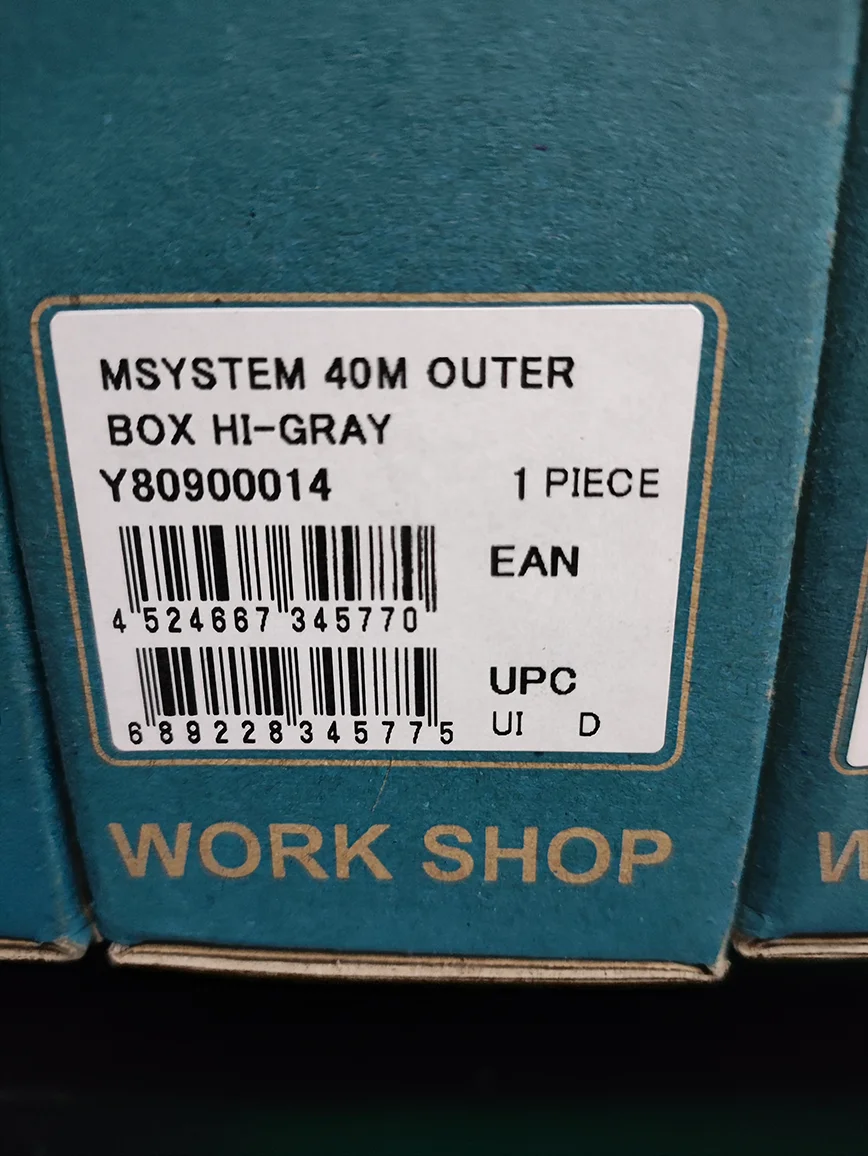 MSYSTEM 40M OUTER
BOX HI-GRAY
Y80900014 1 PIECE
EAN
4 524667 345770
UPC
6 89228 34577 5
UI D
WORK SHOP